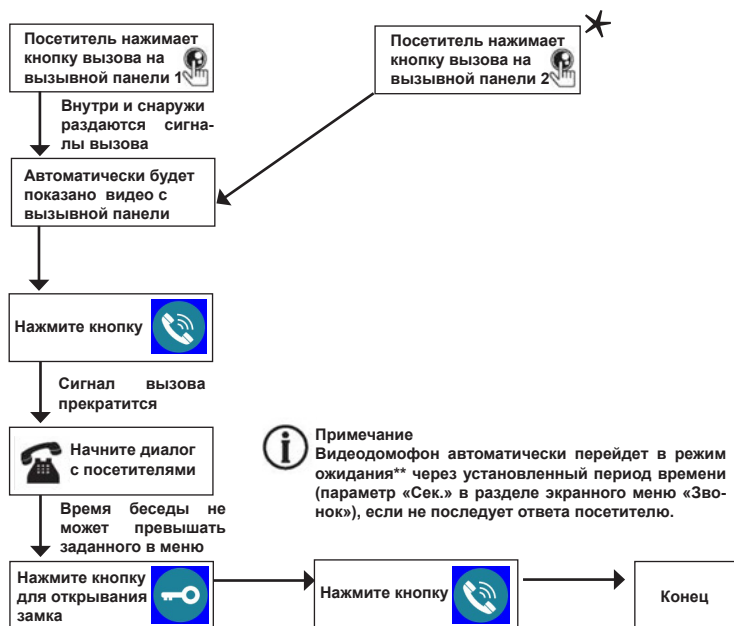 Посетитель нажимает
кнопку вызова на
вызывной панели 1
Посетитель нажимает
кнопку вызова на
вызывной панели 2
Внутри и снаружи
раздаются сигна-
лы вызова
Автоматически будет
показано видео с
вызывной панели
Нажмите кнопку
Сигнал вызова
прекратится
Начните диалог
с посетителями
Примечание
Видеодомофон автоматически перейдет в режим
ожидания** через установленный период времени
(параметр «Сек.» в разделе экранного меню «Зво-
нок»), если не последует ответа посетителю.
Время беседы не
может превышать
заданного в меню
Нажмите кнопку
для открывания
замка
Нажмите кнопку
Конец